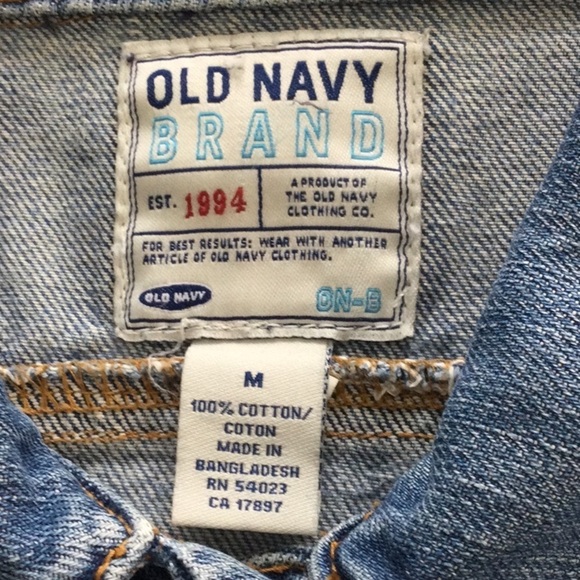 OLD NAVY
BRAND
EST. 1994
A PRODUCT OF
THE OLD NAVY
CLOTHING CO.
FOR BEST RESULTS: WEAR WITH ANOTHER
ARTICLE OF OLD NAVY CLOTHING.
OLD NAVY
ON-B
M
100% COTTON/
COTON
MADE IN
BANGLADESH
RN 54023
CA 17897